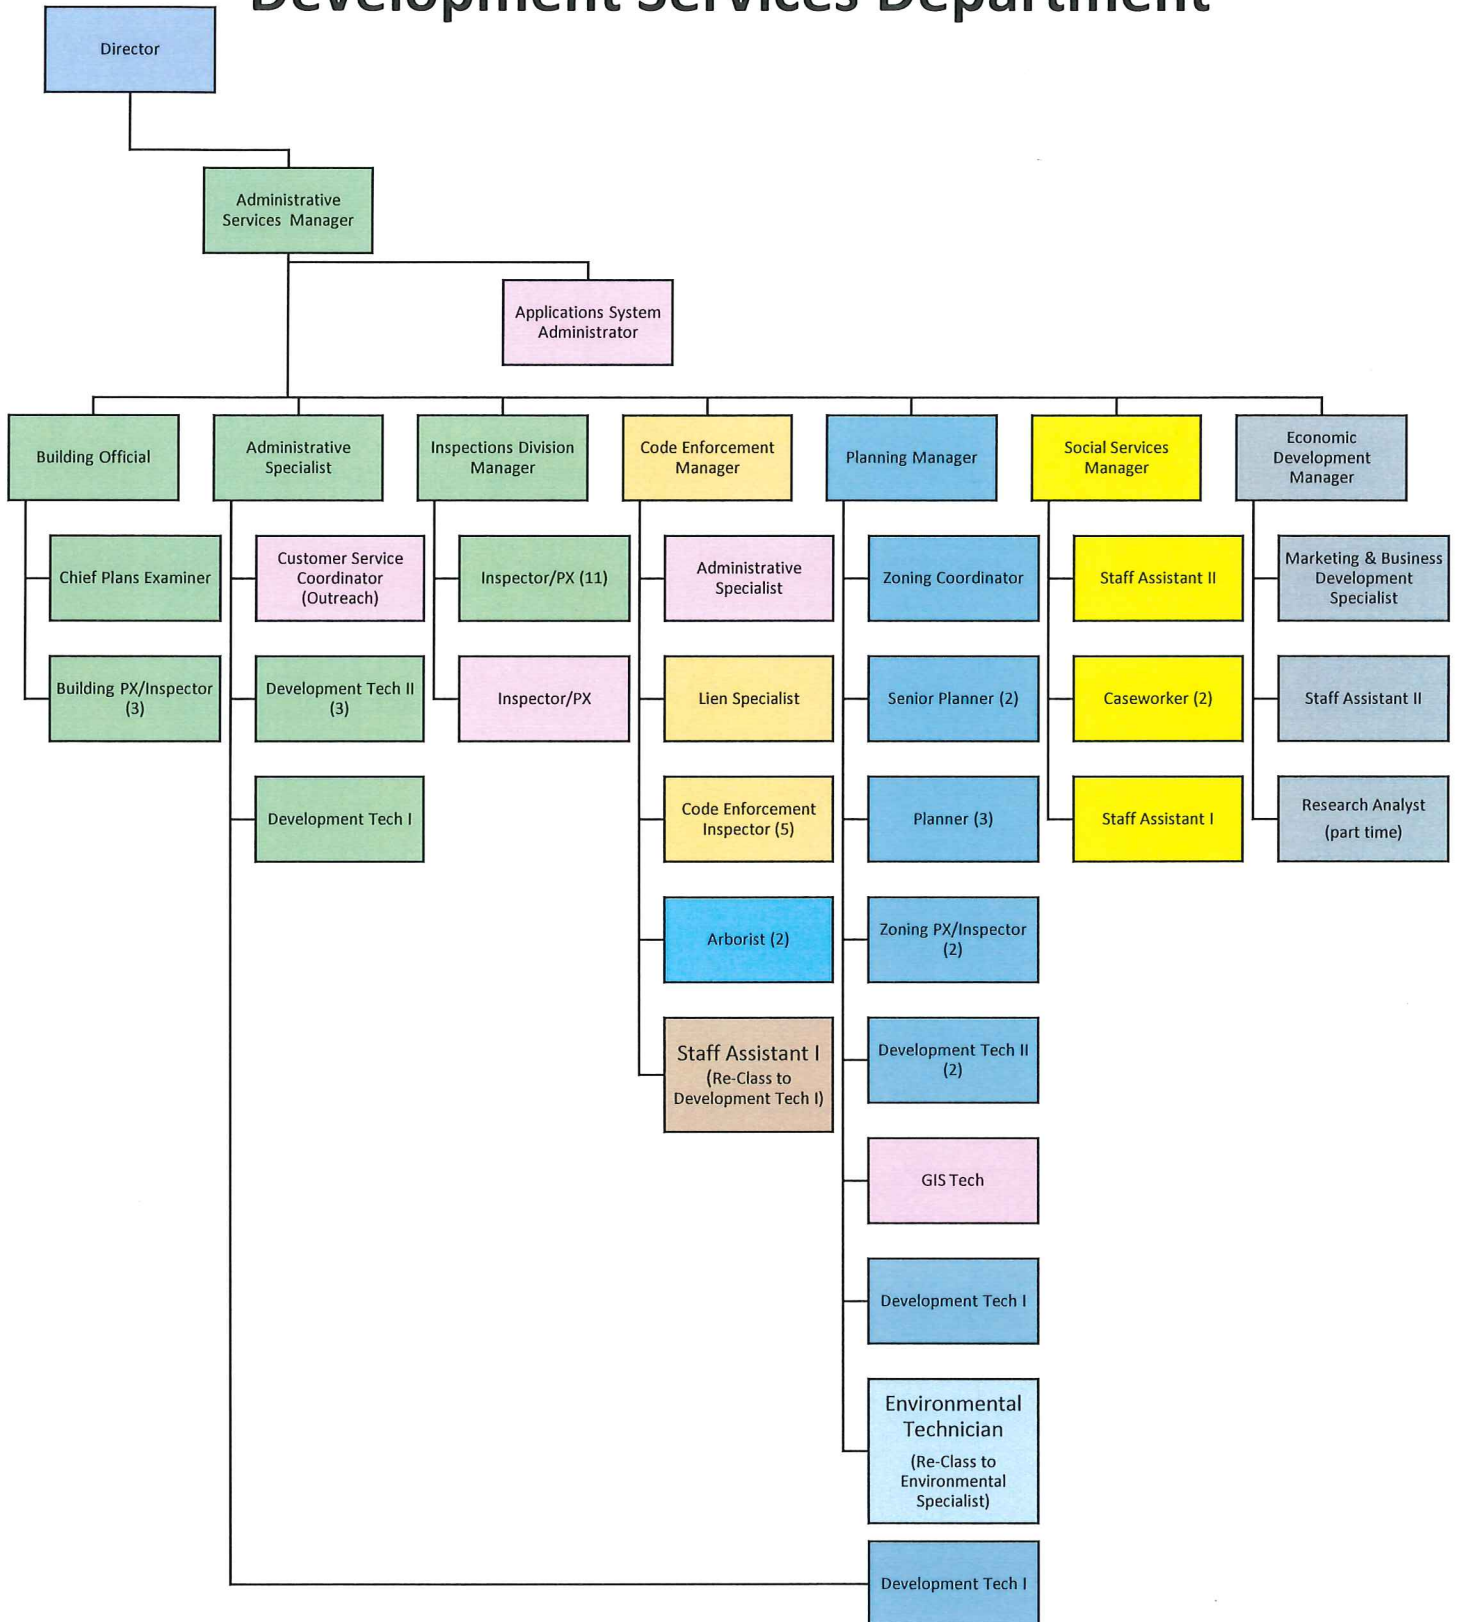 Development Services Department
Director
Administrative
Services Manager
Applications System
Administrator
Building Official
Administrative
Specialist
Inspections Division
Manager
Code Enforcement
Manager
Planning Manager
Social Services
Manager
Economic
Development
Manager
Chief Plans Examiner
Customer Service
Coordinator
(Outreach)
Inspector/PX (11)
Administrative
Specialist
Zoning Coordinator
Staff Assistant II
Marketing & Business
Development
Specialist
Building PX/Inspector
(3)
Development Tech II
(3)
Inspector/PX
Lien Specialist
Senior Planner (2)
Caseworker (2)
Staff Assistant II
Development Tech I
Code Enforcement
Inspector (5)
Planner (3)
Staff Assistant I
Research Analyst
(part time)
Arborist (2)
Zoning PX/Inspector
(2)
Staff Assistant I
(Re-Class to
Development Tech I)
Development Tech II
(2)
GIS Tech
Development Tech I
Environmental
Technician
(Re-Class to
Environmental
Specialist)
Development Tech I